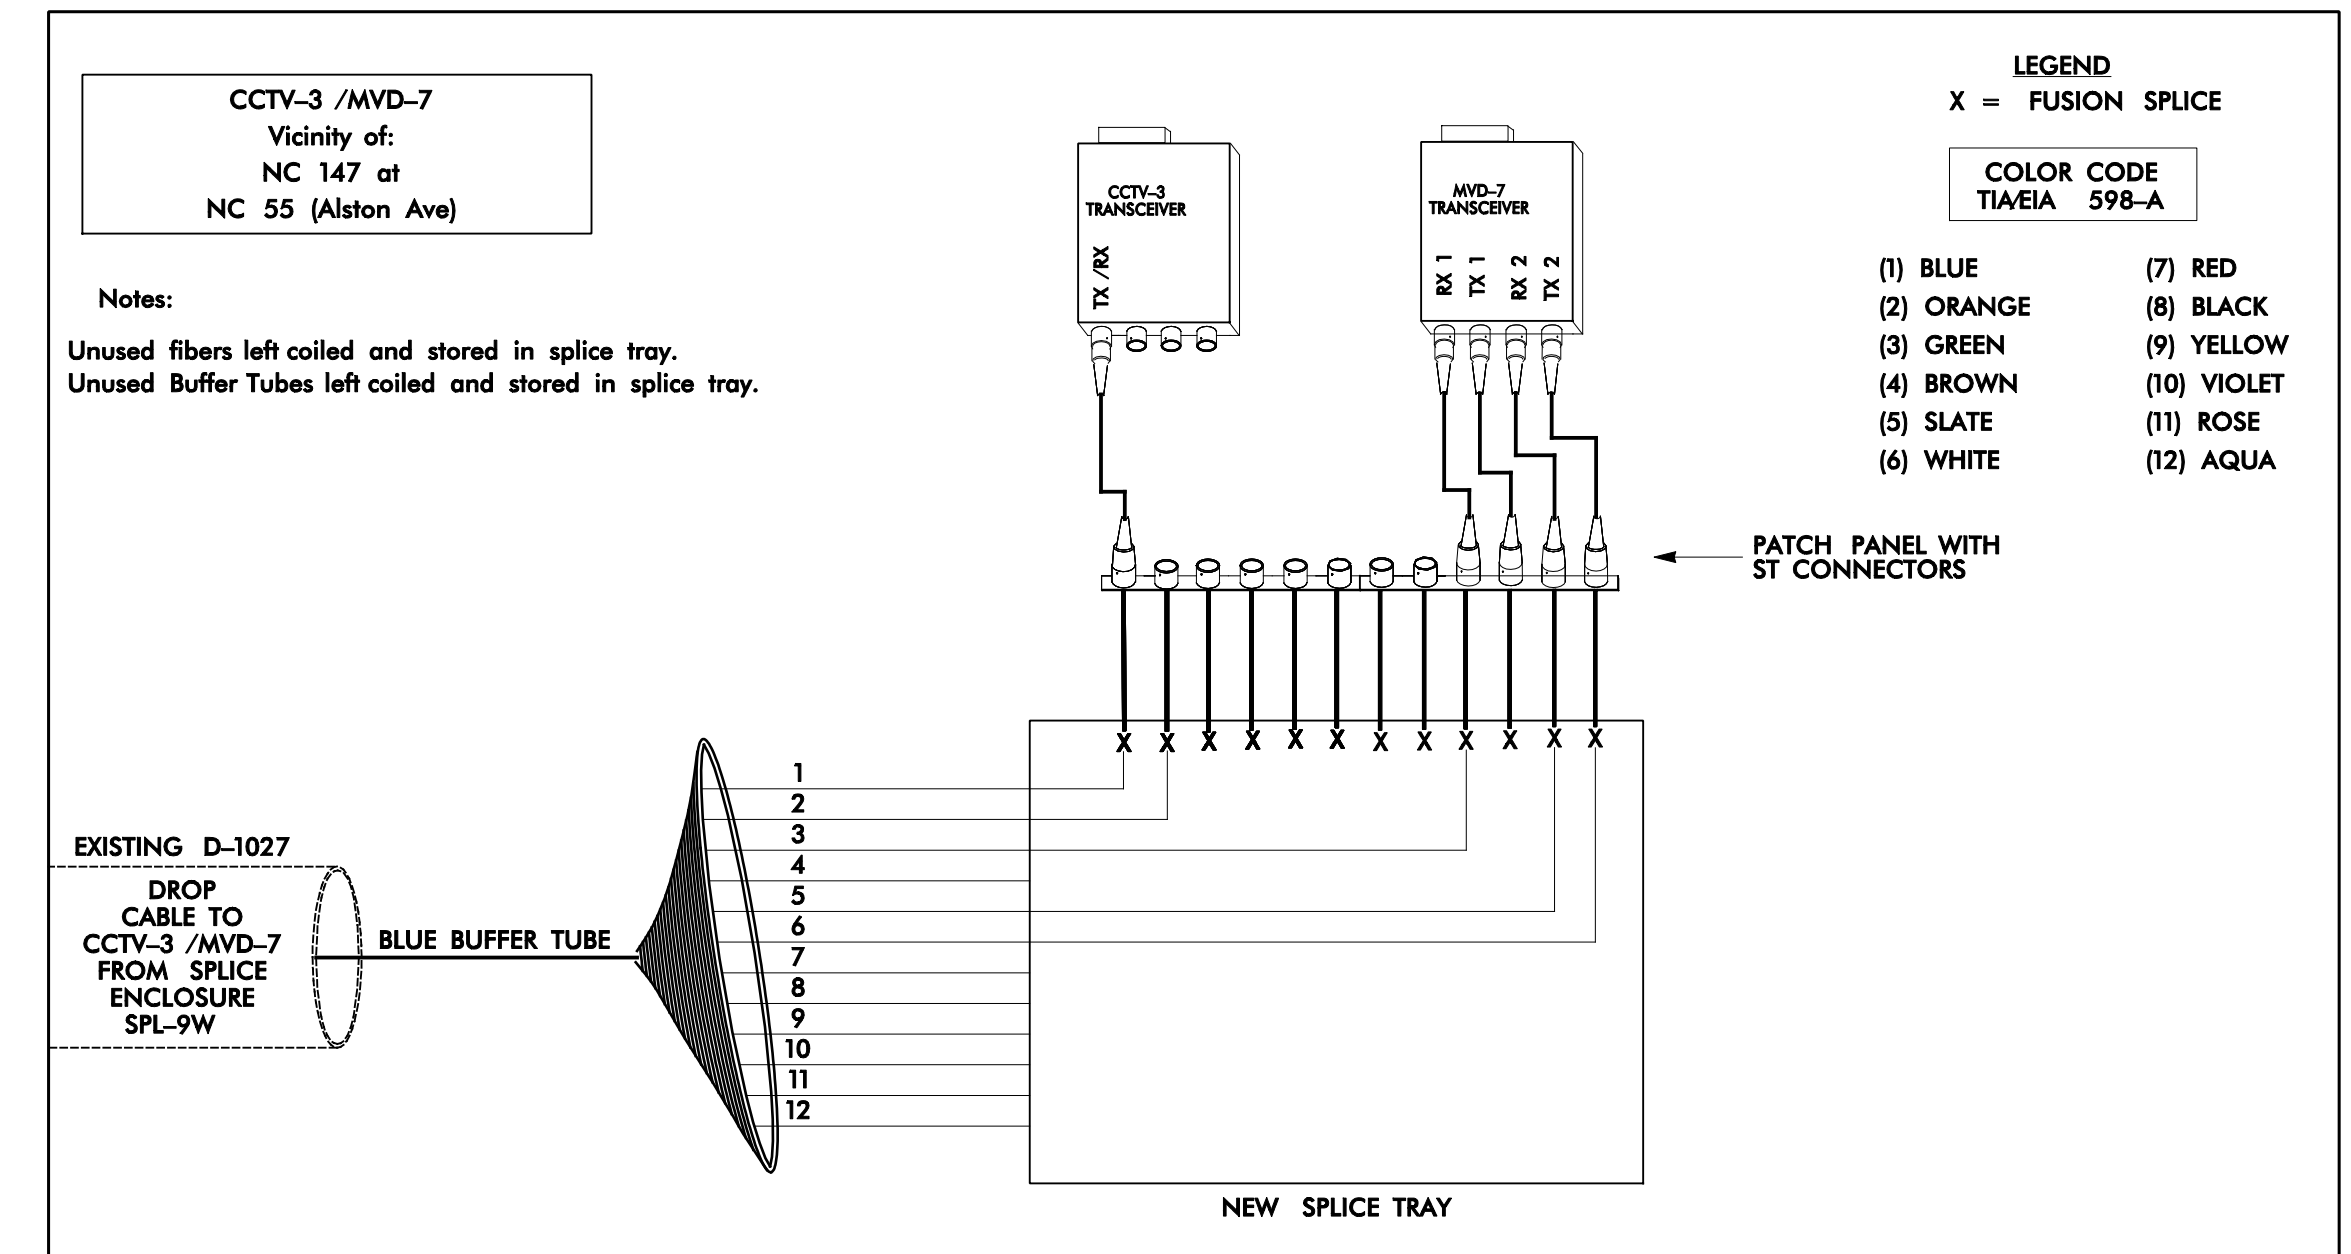 CCTV–3 /MVD–7
Vicinity of:
NC 147 at
NC 55 (Alston Ave)
Notes:
Unused fibers left coiled and stored in splice tray.
Unused Buffer Tubes left coiled and stored in splice tray.
CCTV–3
TRANSCEIVER
TX /RX
MVD–7
TRANSCEIVER
RX 1
TX 1
RX 2
TX 2
LEGEND
X = FUSION SPLICE
COLOR CODE
TIA/EIA 598–A
(1) BLUE
(2) ORANGE
(3) GREEN
(4) BROWN
(5) SLATE
(6) WHITE
(7) RED
(8) BLACK
(9) YELLOW
(10) VIOLET
(11) ROSE
(12) AQUA
PATCH PANEL WITH
ST CONNECTORS
X X X X X X X X X X X X
1
2
3
4
5
6
7
8
9
10
11
12
EXISTING D–1027
DROP
CABLE TO
CCTV–3 /MVD–7
FROM SPLICE
ENCLOSURE
SPL–9W
BLUE BUFFER TUBE
NEW SPLICE TRAY